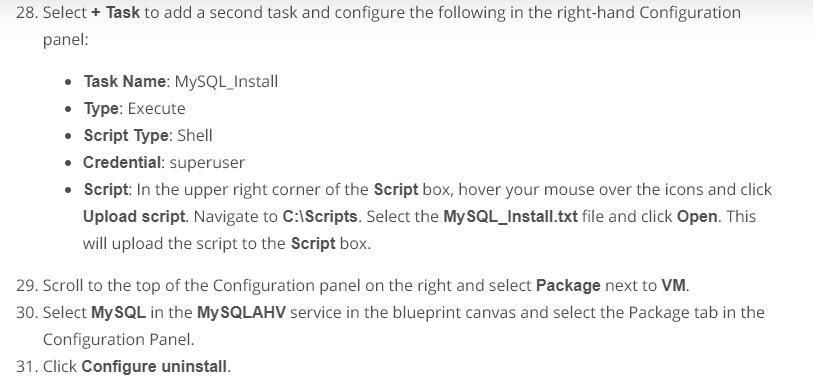 28. Select + Task to add a second task and configure the following in the right-hand Configuration
panel:
• Task Name: MySQL_Install
• Type: Execute
• Script Type: Shell
• Credential: superuser
• Script: In the upper right corner of the Script box, hover your mouse over the icons and click
Upload script. Navigate to C:\Scripts. Select the MySQL_Install.txt file and click Open. This
will upload the script to the Script box.
29. Scroll to the top of the Configuration panel on the right and select Package next to VM.
30. Select MySQL in the MySQLAHV service in the blueprint canvas and select the Package tab in the
Configuration Panel.
31. Click Configure uninstall.